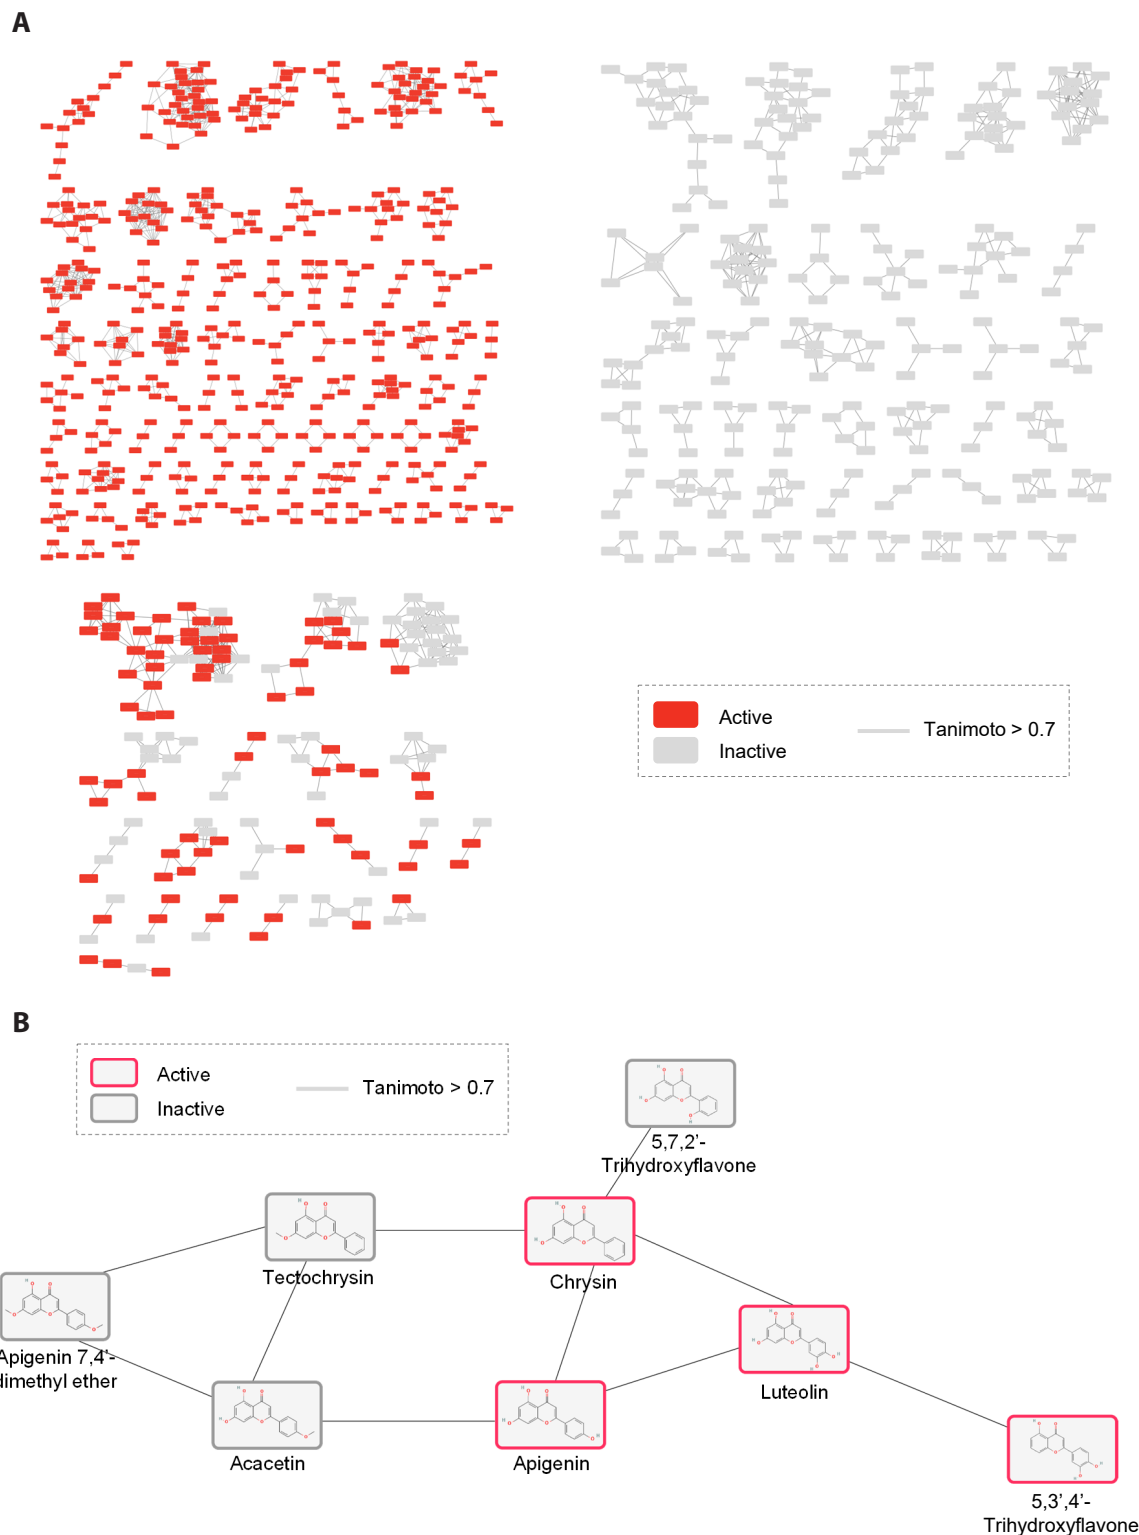 A
Active
Inactive
Tanimoto > 0.7
B
Active
Inactive
Tanimoto > 0.7
5,7,2’-
Trihydroxyflavone
Tectochrysin
Chrysin
Apigenin 7,4’-
dimethyl ether
Luteolin
Acacetin
Apigenin
5,3’,4’-
Trihydroxyflavone